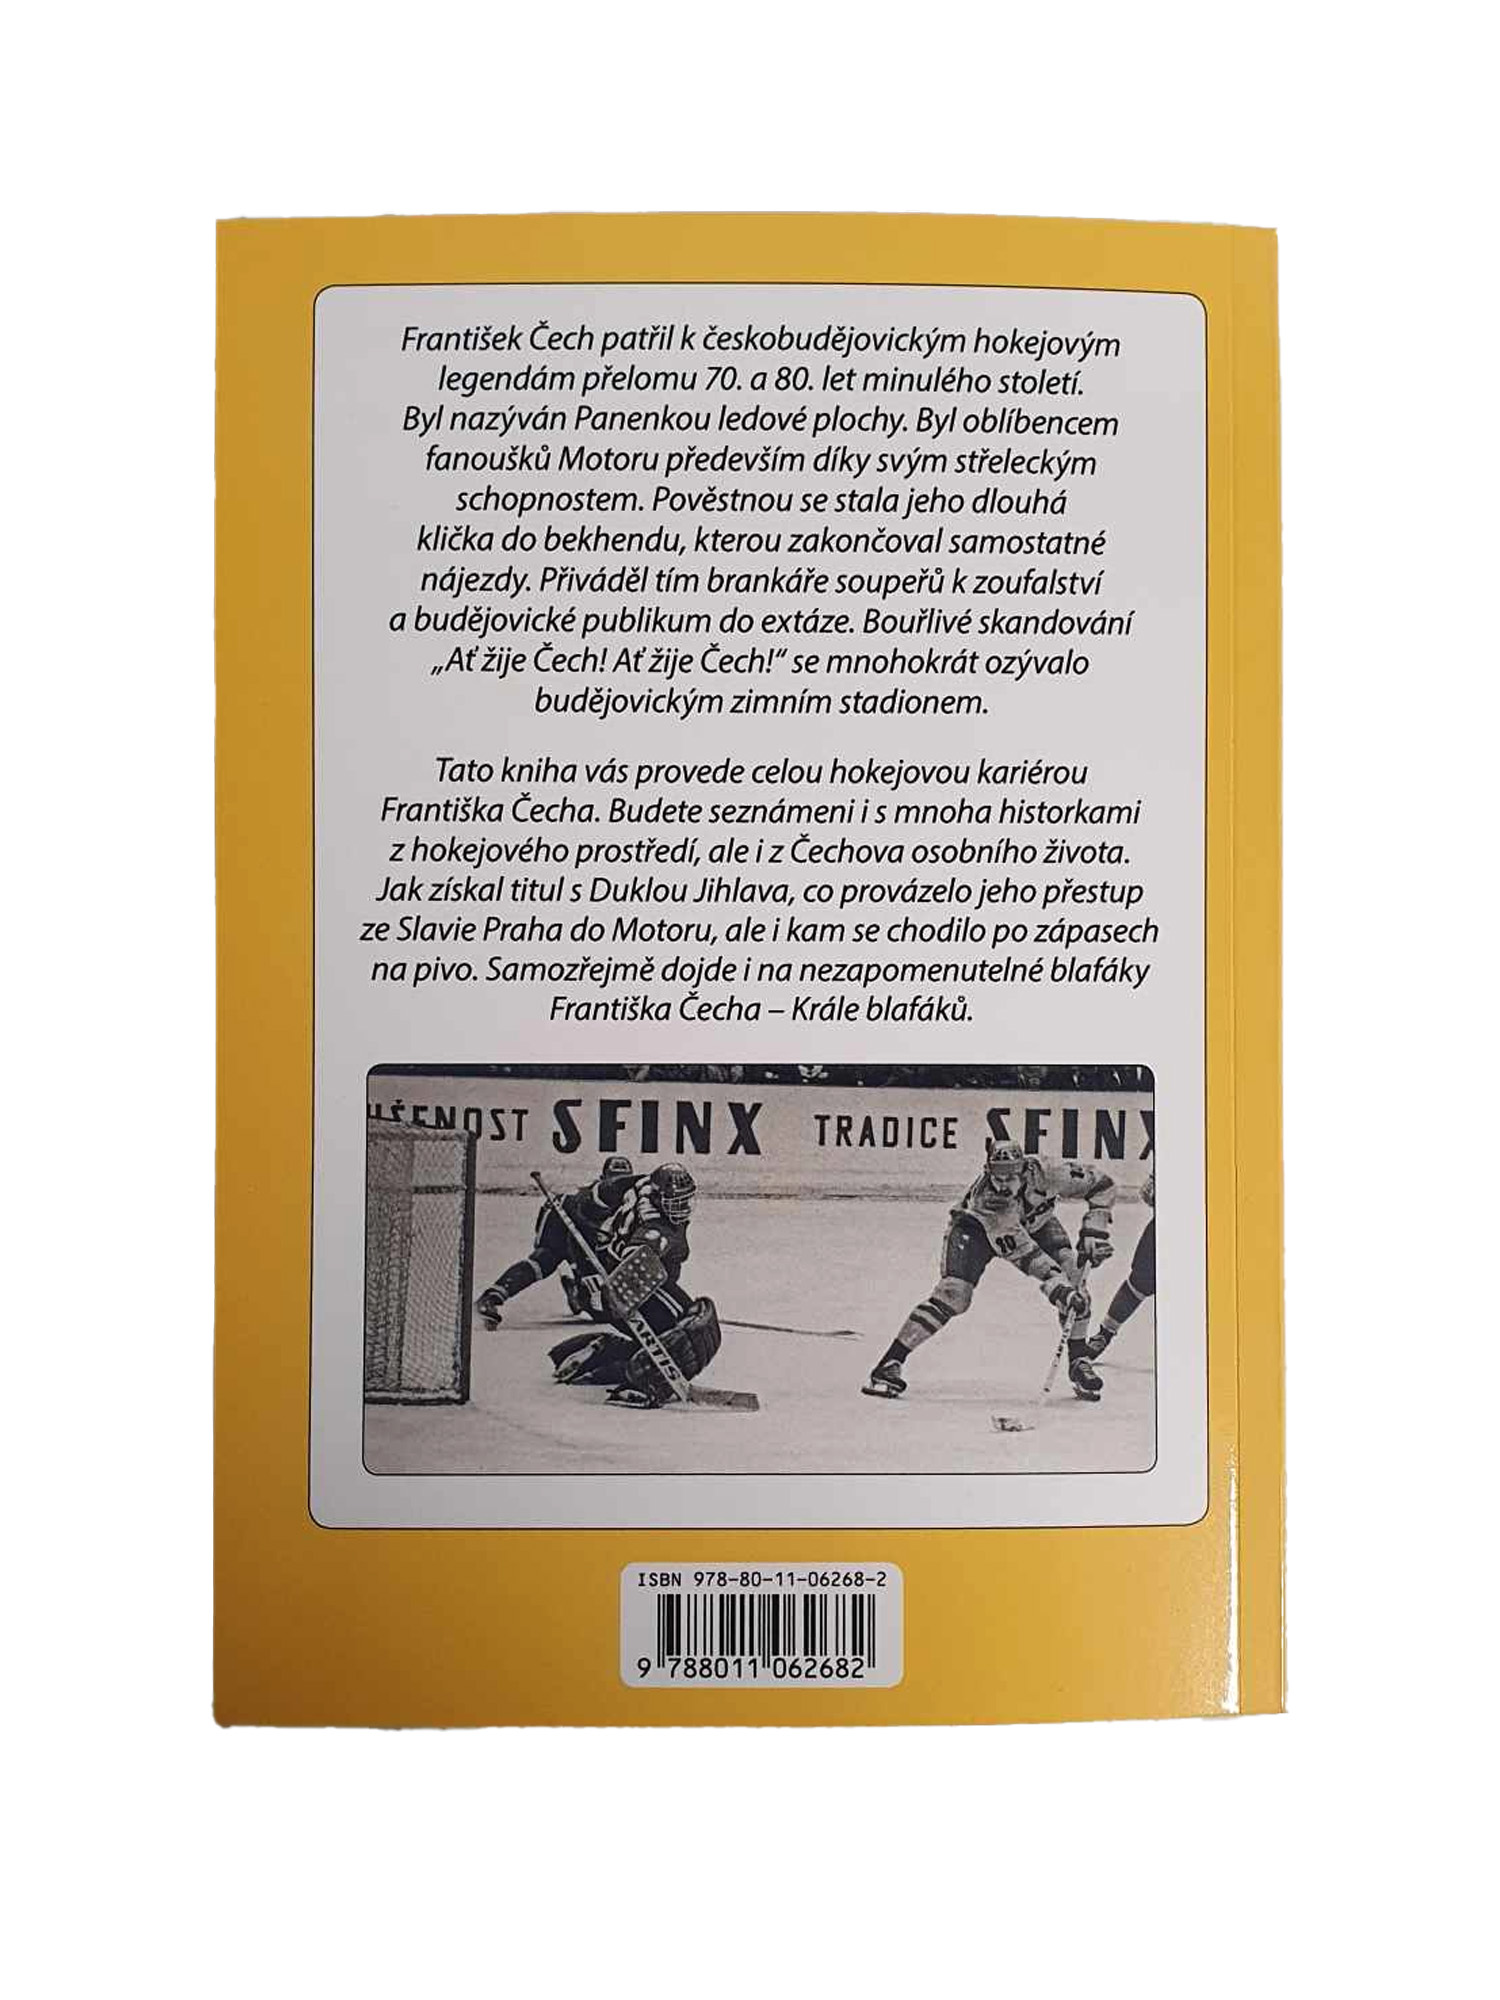 František Čech patřil k českobudějovickým hokejovým
legendám přelomu 70. a 80. let minulého století.
Byl nazýván Panenkou ledové plochy. Byl oblíbencem
fanoušků Motoru především díky svým střeleckým
schopnostem. Pověstnou se stala jeho dlouhá
klička do bekhendu, kterou zakončoval samostatné
nájezdy. Přiváděl tím brankáře soupeřů k zoufalství
a budějovické publikum do extáze. Bouřlivé skandování
„Ať žije Čech! Ať žije Čech!“ se mnohokrát ozývalo
budějovickým zimním stadionem.
Tato kniha vás provede celou hokejovou kariérou
Františka Čecha. Budete seznámeni i s mnoha historkami
z hokejového prostředí, ale i z Čechova osobního života.
Jak získal titul s Duklou Jihlava, co provázelo jeho přestup
ze Slavie Praha do Motoru, ale i kam se chodilo po zápasech
na pivo. Samozřejmě dojde i na nezapomenutelné blafáky
Františka Čecha – Krále blafáků.
UŠENOST SFINX TRADICE SFINX
10
10
ARTIS
ISBN 978-80-11-06268-2
9 788011 062682